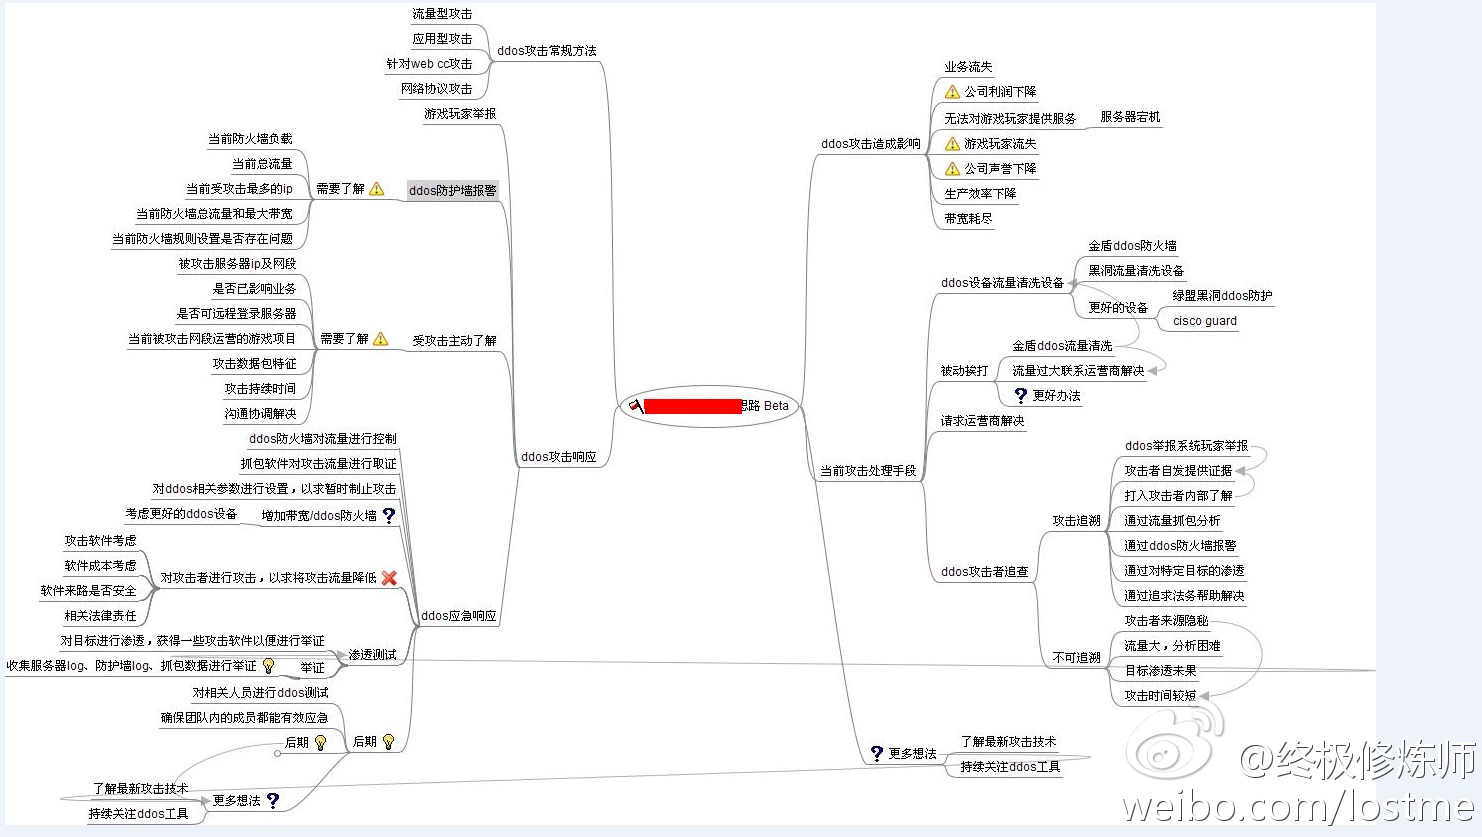 流量型攻击
应用型攻击
针对web cc攻击
网络协议攻击
ddos攻击常规方法
游戏玩家举报
当前防火墙负载
当前总流量
当前受攻击最多的ip
当前防火墙总流量和最大带宽
当前防火墙规则设置是否存在问题
需要了解
ddos防护墙报警
被攻击服务器ip及网段
是否已影响业务
是否可远程登录服务器
当前被攻击网段运营的游戏项目
攻击数据包特征
攻击持续时间
沟通协调解决
需要了解
受攻击主动了解
ddos攻击响应
ddos防火墙对流量进行控制
抓包软件对攻击流量进行取证
对ddos相关参数进行设置，以求暂时制止攻击
考虑更好的ddos设备
增加带宽/ddos防火墙
攻击软件考虑
软件成本考虑
软件来路是否安全
相关法律责任
对攻击者进行攻击，以求将攻击流量降低
ddos应急响应
对目标进行渗透，获得一些攻击软件以便进行举证
收集服务器log、防护墙log、抓包数据进行举证
举证
渗透测试
对相关人员进行ddos测试
确保团队内的成员都能有效应急
后期
后期
了解最新攻击技术
持续关注ddos工具
更多想法
思路 Beta
业务流失
公司利润下降
无法对游戏玩家提供服务
服务器宕机
ddos攻击造成影响
游戏玩家流失
公司声誉下降
生产效率下降
带宽耗尽
金盾ddos防火墙
黑洞流量清洗设备
ddos设备流量清洗设备
更好的设备
绿盟黑洞ddos防护
cisco guard
金盾ddos流量清洗
被动挨打
流量过大联系运营商解决
更好办法
请求运营商解决
当前攻击处理手段
ddos举报系统玩家举报
攻击者自发提供证据
打入攻击者内部了解
攻击追溯
通过流量抓包分析
通过ddos防火墙报警
通过对特定目标的渗透
通过追求法务帮助解决
ddos攻击者追查
攻击者来源隐秘
流量大，分析困难
不可追溯
目标渗透未果
攻击时间较短
更多想法
了解最新攻击技术
持续关注ddos工具
@终极修炼师
weibo.com/lostme